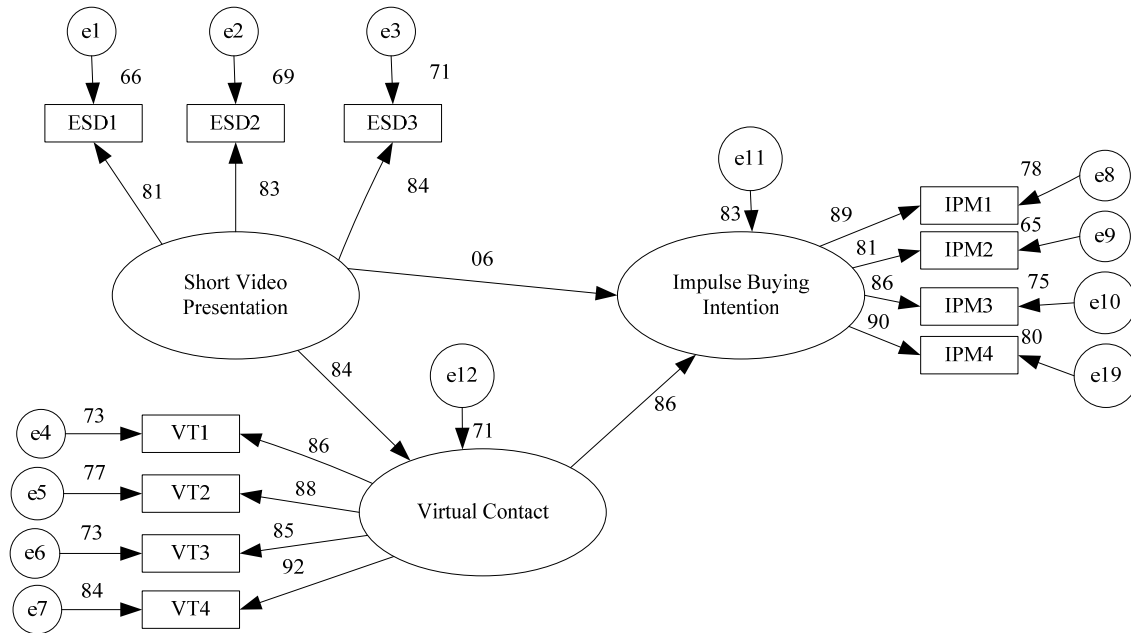 e1
e2
e3
66
69
71
ESD1
ESD2
ESD3
81
83
84
e11
83
89
78
IPM1
e8
81
65
IPM2
e9
86
75
IPM3
e10
90
80
IPM4
e19
Short Video
Presentation
06
Impulse Buying
Intention
84
e12
71
86
e4
73
VT1
86
e5
77
VT2
88
Virtual Contact
e6
73
VT3
85
e7
84
VT4
92